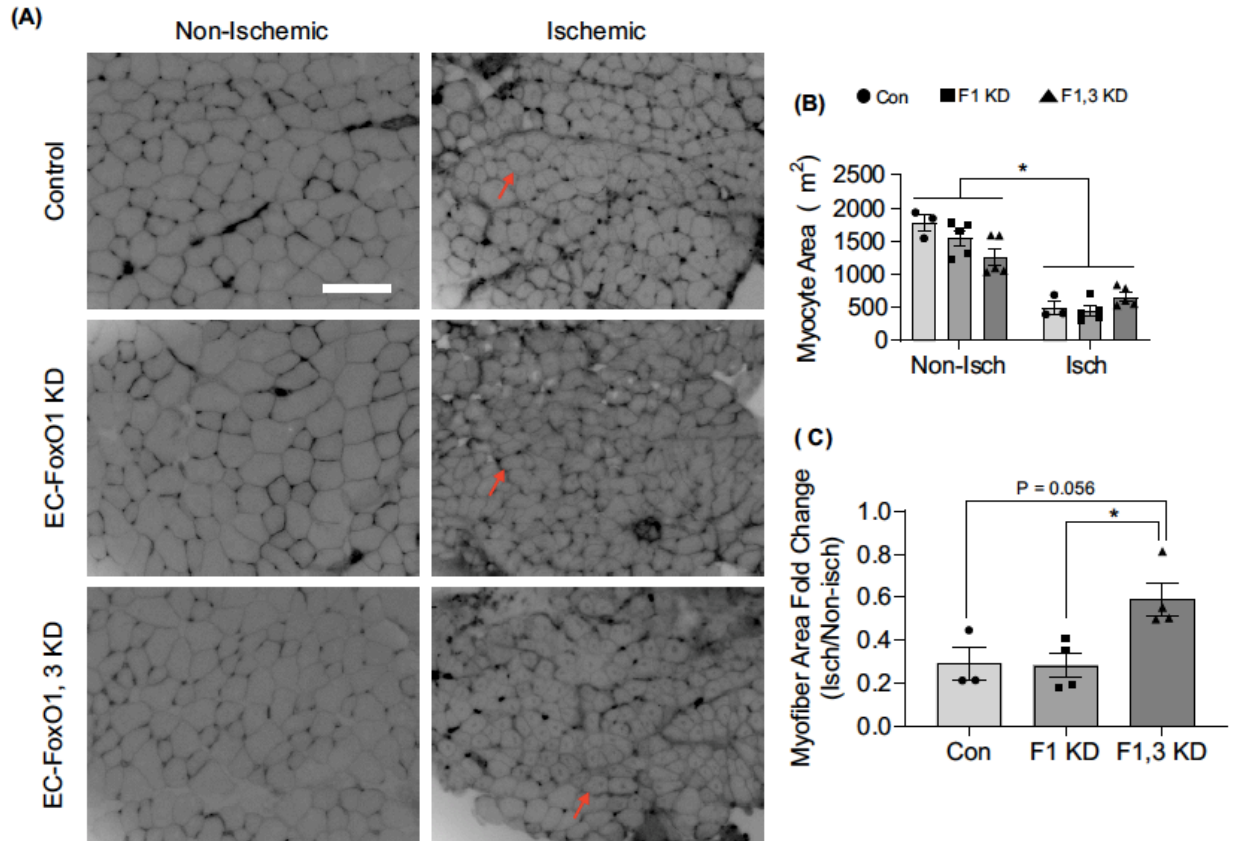 (A)
Non-Ischemic
Ischemic
Control
EC-FoxO1 KD
EC-FoxO1, 3 KD
(B)
Con
F1 KD
F1,3 KD
Myocyte Area ( m²)
2500
2000
1500
1000
500
0
*
Non-Isch
Isch
( C)
Myofiber Area Fold Change
(Isch/Non-isch)
1.0
0.8
0.6
0.4
0.2
0.0
P = 0.056
*
Con
F1 KD
F1,3 KD